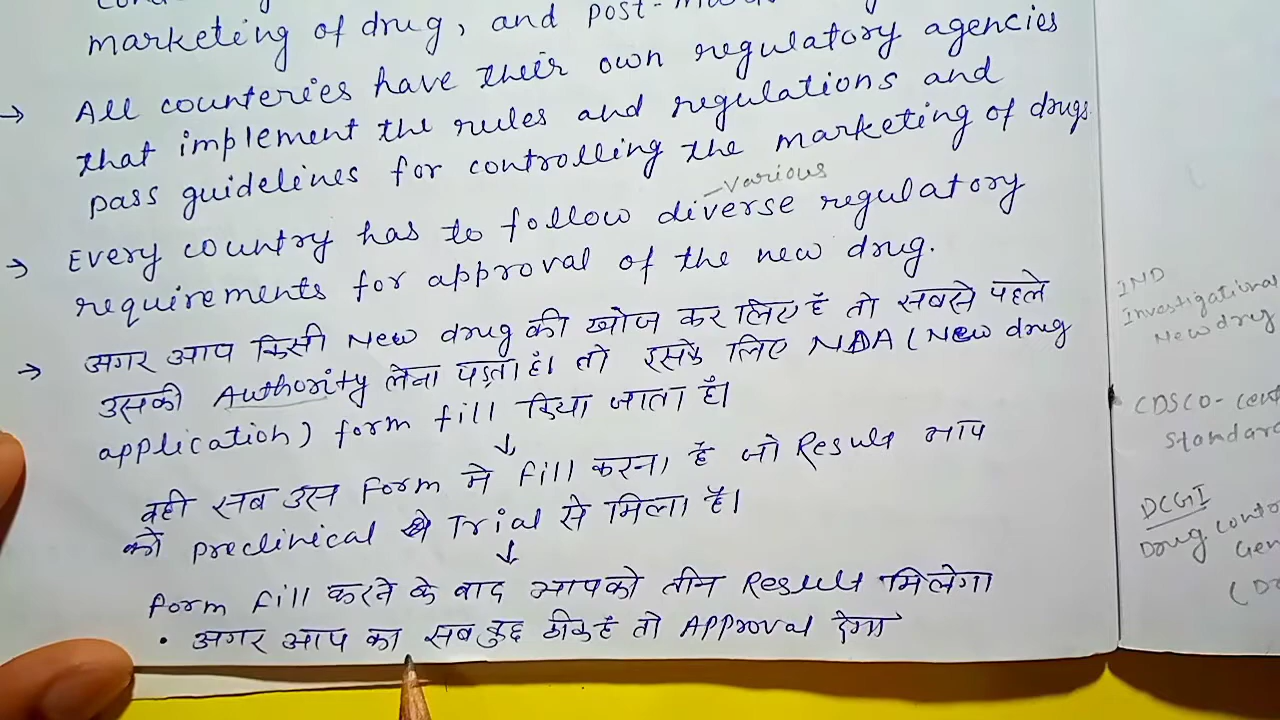 marketing of drug, and post-
→ All counteries have their own regulatory agencies
that implement the rules and regulations and
pass guidelines for controlling the marketing of drugs.
various
→ Every country has to follow diverse regulatory
requirements for approval of the new drug.
→ अगर आप किसी New drug की खोज कर लिए हैं तो सबसे पहले
उसकी Authority लेना पड़ता है। तो इसके लिए NDA (New drug
application) form fill किया जाता है।
↓
वही सब उस Form मे fill करना है जो Result आप
को preclinical Trial से मिला है।
↓
form fill करने के बाद आपको तीन Result मिलेगा
• अगर आप का सब कुछ ठीक है तो Approval देगा
IND
Investigational
New drug
CDSCO-
Standard
DCGI
Drug